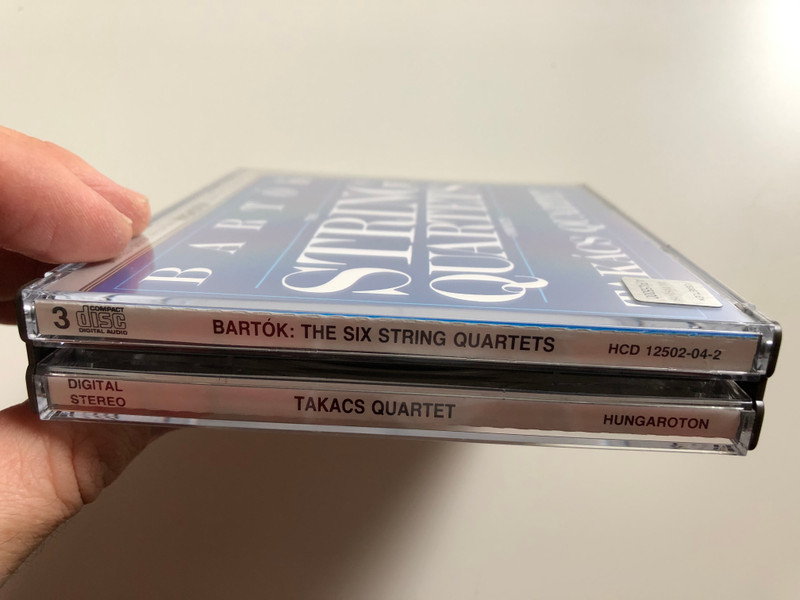 BARTÓK
STRING
QUARTETS
3
COMPACT
disc
DIGITAL AUDIO
BARTÓK: THE SIX STRING QUARTETS
HCD 12502-04-2
DIGITAL
STEREO
TAKACS QUARTET
HUNGAROTON